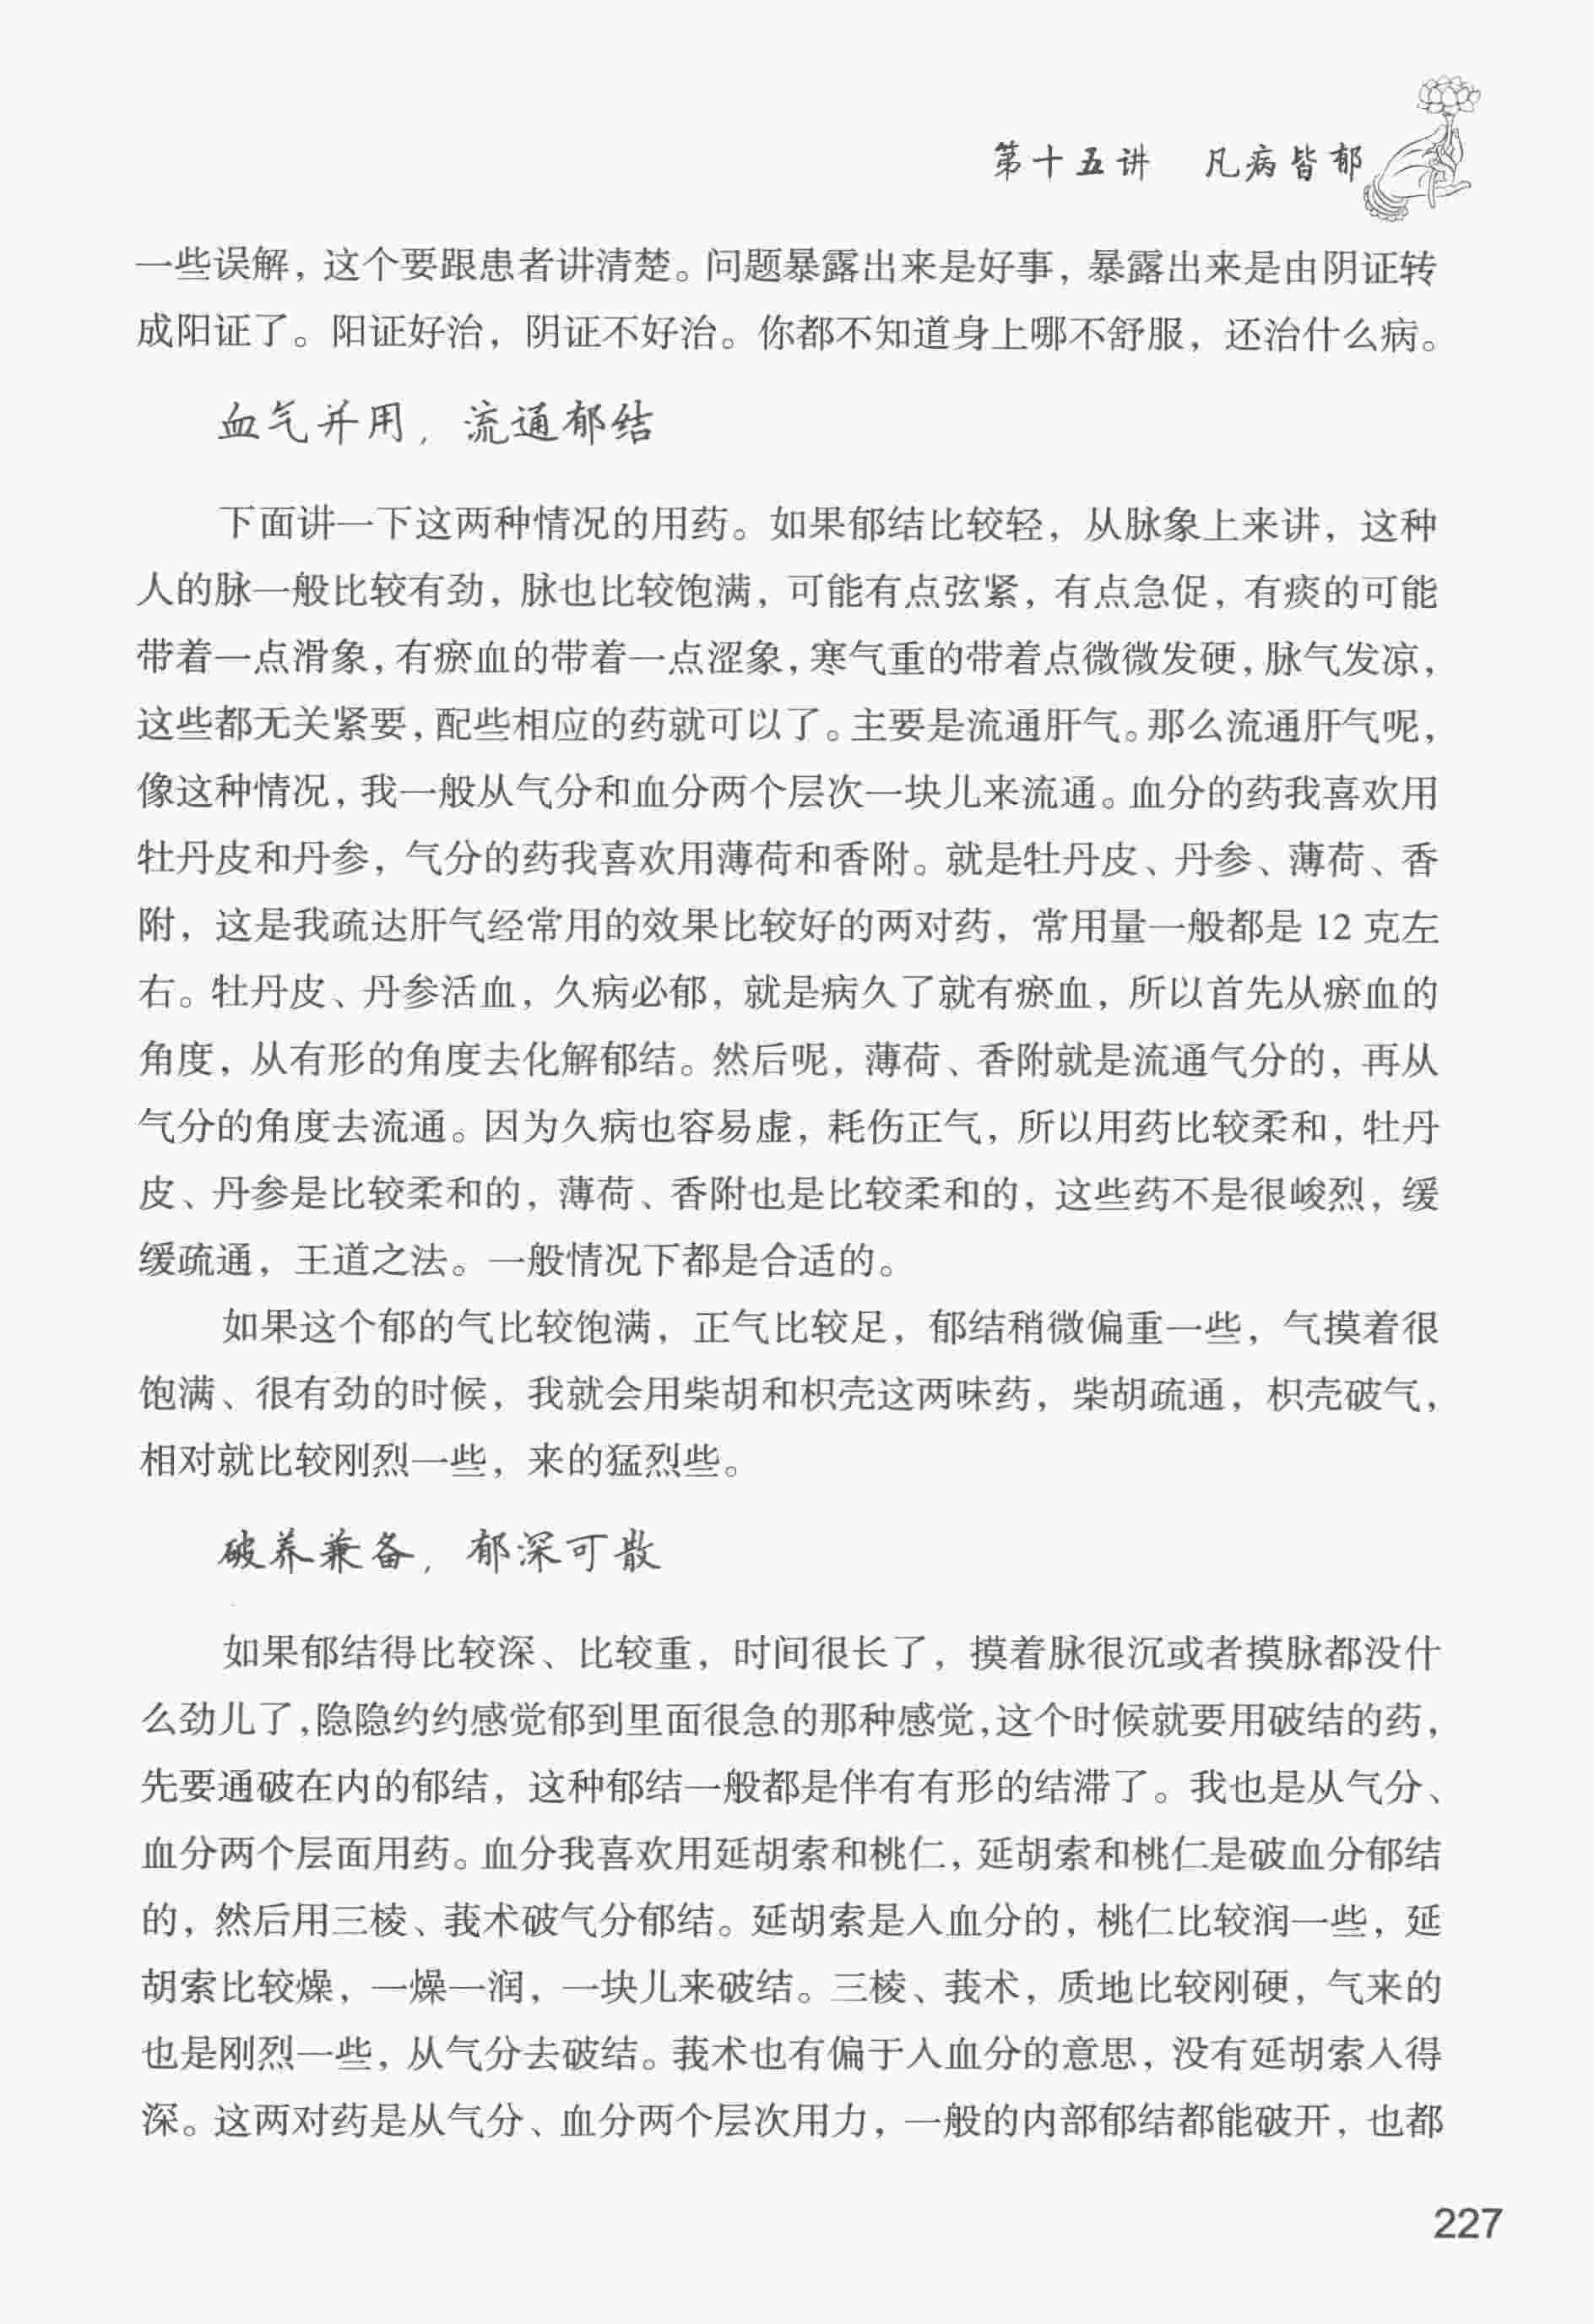 第十五讲 凡病皆郁
一些误解，这个要跟患者讲清楚。问题暴露出来是好事，暴露出来是由阴证转
成阳证了。阳证好治，阴证不好治。你都不知道身上哪不舒服，还治什么病。
血气并用，流通郁结
下面讲一下这两种情况的用药。如果郁结比较轻，从脉象上来讲，这种
人的脉一般比较有劲，脉也比较饱满，可能有点弦紧，有点急促，有痰的可能
带着一点滑象，有瘀血的带着一点涩象，寒气重的带着点微微发硬，脉气发凉，
这些都无关紧要，配些相应的药就可以了。主要是流通肝气。那么流通肝气呢，
像这种情况，我一般从气分和血分两个层次一块儿来流通。血分的药我喜欢用
牡丹皮和丹参，气分的药我喜欢用薄荷和香附。就是牡丹皮、丹参、薄荷、香
附，这是我疏达肝气经常用的效果比较好的两对药，常用量一般都是 12 克左
右。牡丹皮、丹参活血，久病必郁，就是病久了就有瘀血，所以首先从瘀血的
角度，从有形的角度去化解郁结。然后呢，薄荷、香附就是流通气分的，再从
气分的角度去流通。因为久病也容易虚，耗伤正气，所以用药比较柔和，牡丹
皮、丹参是比较柔和的，薄荷、香附也是比较柔和的，这些药不是很峻烈，缓
缓疏通，王道之法。一般情况下都是合适的。
如果这个郁的气比较饱满，正气比较足，郁结稍微偏重一些，气摸着很
饱满、很有劲的时候，我就会用柴胡和枳壳这两味药，柴胡疏通，枳壳破气，
相对就比较刚烈一些，来的猛烈些。
破养兼备，郁深可散
如果郁结得比较深、比较重，时间很长了，摸着脉很沉或者摸脉都没什
么劲儿了，隐隐约约感觉郁到里面很急的那种感觉，这个时候就要用破结的药，
先要通破在内的郁结，这种郁结一般都是伴有有形的结滞了。我也是从气分、
血分两个层面用药。血分我喜欢用延胡索和桃仁，延胡索和桃仁是破血分郁结
的，然后用三棱、莪术破气分郁结。延胡索是入血分的，桃仁比较润一些，延
胡索比较燥，一燥一润，一块儿来破结。三棱、莪术，质地比较刚硬，气来的
也是刚烈一些，从气分去破结。莪术也有偏于入血分的意思，没有延胡索入得
深。这两对药是从气分、血分两个层次用力，一般的内部郁结都能破开，也都
227